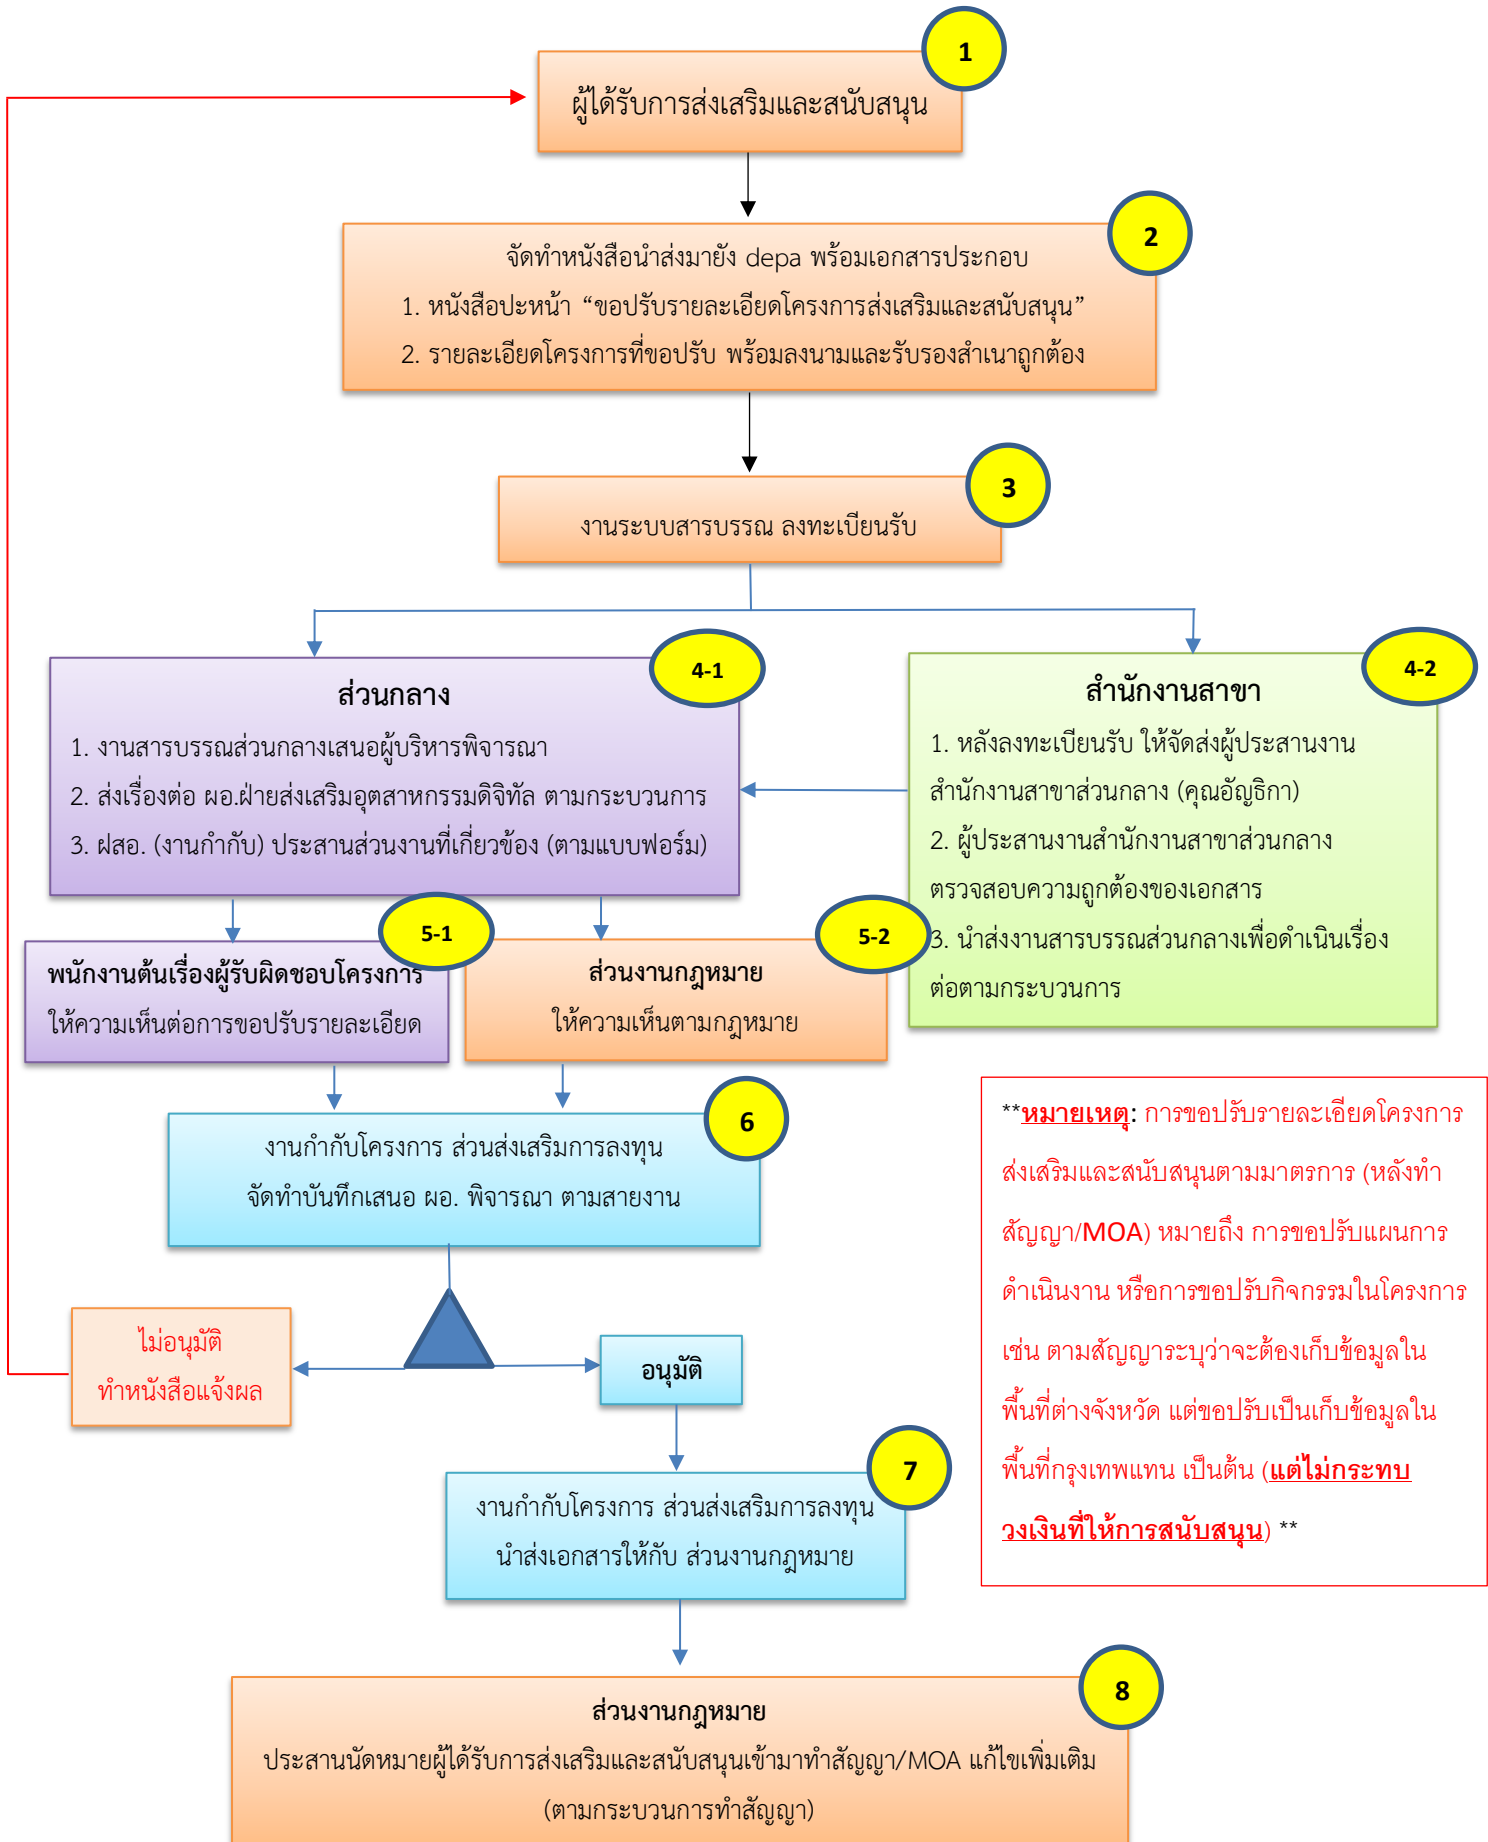 1
ผู้ได้รับการส่งเสริมและสนับสนุน
2
จัดทำหนังสือนำส่งมายัง depa พร้อมเอกสารประกอบ
1. หนังสือปะหน้า “ขอปรับรายละเอียดโครงการส่งเสริมและสนับสนุน”
2. รายละเอียดโครงการที่ขอปรับ พร้อมลงนามและรับรองสำเนาถูกต้อง
3
งานระบบสารบรรณ ลงทะเบียนรับ
4-1
ส่วนกลาง
1. งานสารบรรณส่วนกลางเสนอผู้บริหารพิจารณา
2. ส่งเรื่องต่อ ผอ.ฝ่ายส่งเสริมอุตสาหกรรมดิจิทัล ตามกระบวนการ
3. ฝสอ. (งานกำกับ) ประสานส่วนงานที่เกี่ยวข้อง (ตามแบบฟอร์ม)
4-2
สำนักงานสาขา
1. หลังลงทะเบียนรับ ให้จัดส่งผู้ประสานงาน
สำนักงานสาขาส่วนกลาง (คุณอัญธิกา)
2. ผู้ประสานงานสำนักงานสาขาส่วนกลาง
ตรวจสอบความถูกต้องของเอกสาร
3. นำส่งงานสารบรรณส่วนกลางเพื่อดำเนินเรื่อง
ต่อตามกระบวนการ
5-1
พนักงานต้นเรื่องผู้รับผิดชอบโครงการ
ให้ความเห็นต่อการขอปรับรายละเอียด
5-2
ส่วนงานกฎหมาย
ให้ความเห็นตามกฎหมาย
6
งานกำกับโครงการ ส่วนส่งเสริมการลงทุน
จัดทำบันทึกเสนอ ผอ. พิจารณา ตามสายงาน
**หมายเหตุ: การขอปรับรายละเอียดโครงการ
ส่งเสริมและสนับสนุนตามมาตรการ (หลังทำ
สัญญา/MOA) หมายถึง การขอปรับแผนการ
ดำเนินงาน หรือการขอปรับกิจกรรมในโครงการ
เช่น ตามสัญญาระบุว่าจะต้องเก็บข้อมูลใน
พื้นที่ต่างจังหวัด แต่ขอปรับเป็นเก็บข้อมูลใน
พื้นที่กรุงเทพแทน เป็นต้น (แต่ไม่กระทบ
วงเงินที่ให้การสนับสนุน) **
ไม่อนุมัติ
ทำหนังสือแจ้งผล
อนุมัติ
7
งานกำกับโครงการ ส่วนส่งเสริมการลงทุน
นำส่งเอกสารให้กับ ส่วนงานกฎหมาย
8
ส่วนงานกฎหมาย
ประสานนัดหมายผู้ได้รับการส่งเสริมและสนับสนุนเข้ามาทำสัญญา/MOA แก้ไขเพิ่มเติม
(ตามกระบวนการทำสัญญา)